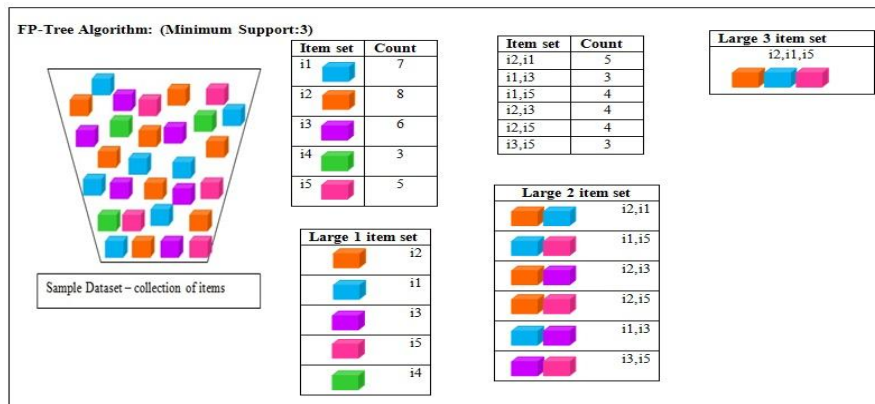 FP-Tree Algorithm: (Minimum Support:3)
Sample Dataset – collection of items
Item set Count
i1 7
i2 8
i3 6
i4 3
i5 5
Large 1 item set
i2
i1
i3
i5
i4
Item set Count
i2,i1 5
i1,i3 3
i1,i5 4
i2,i3 4
i2,i5 4
i3,i5 3
Large 2 item set
i2,i1
i1,i5
i2,i3
i2,i5
i1,i3
i3,i5
Large 3 item set
i2,i1,i5